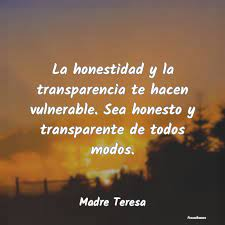 La honestidad y la
transparencia te hacen
vulnerable. Sea honesto y
transparente de todos
modos.
Madre Teresa